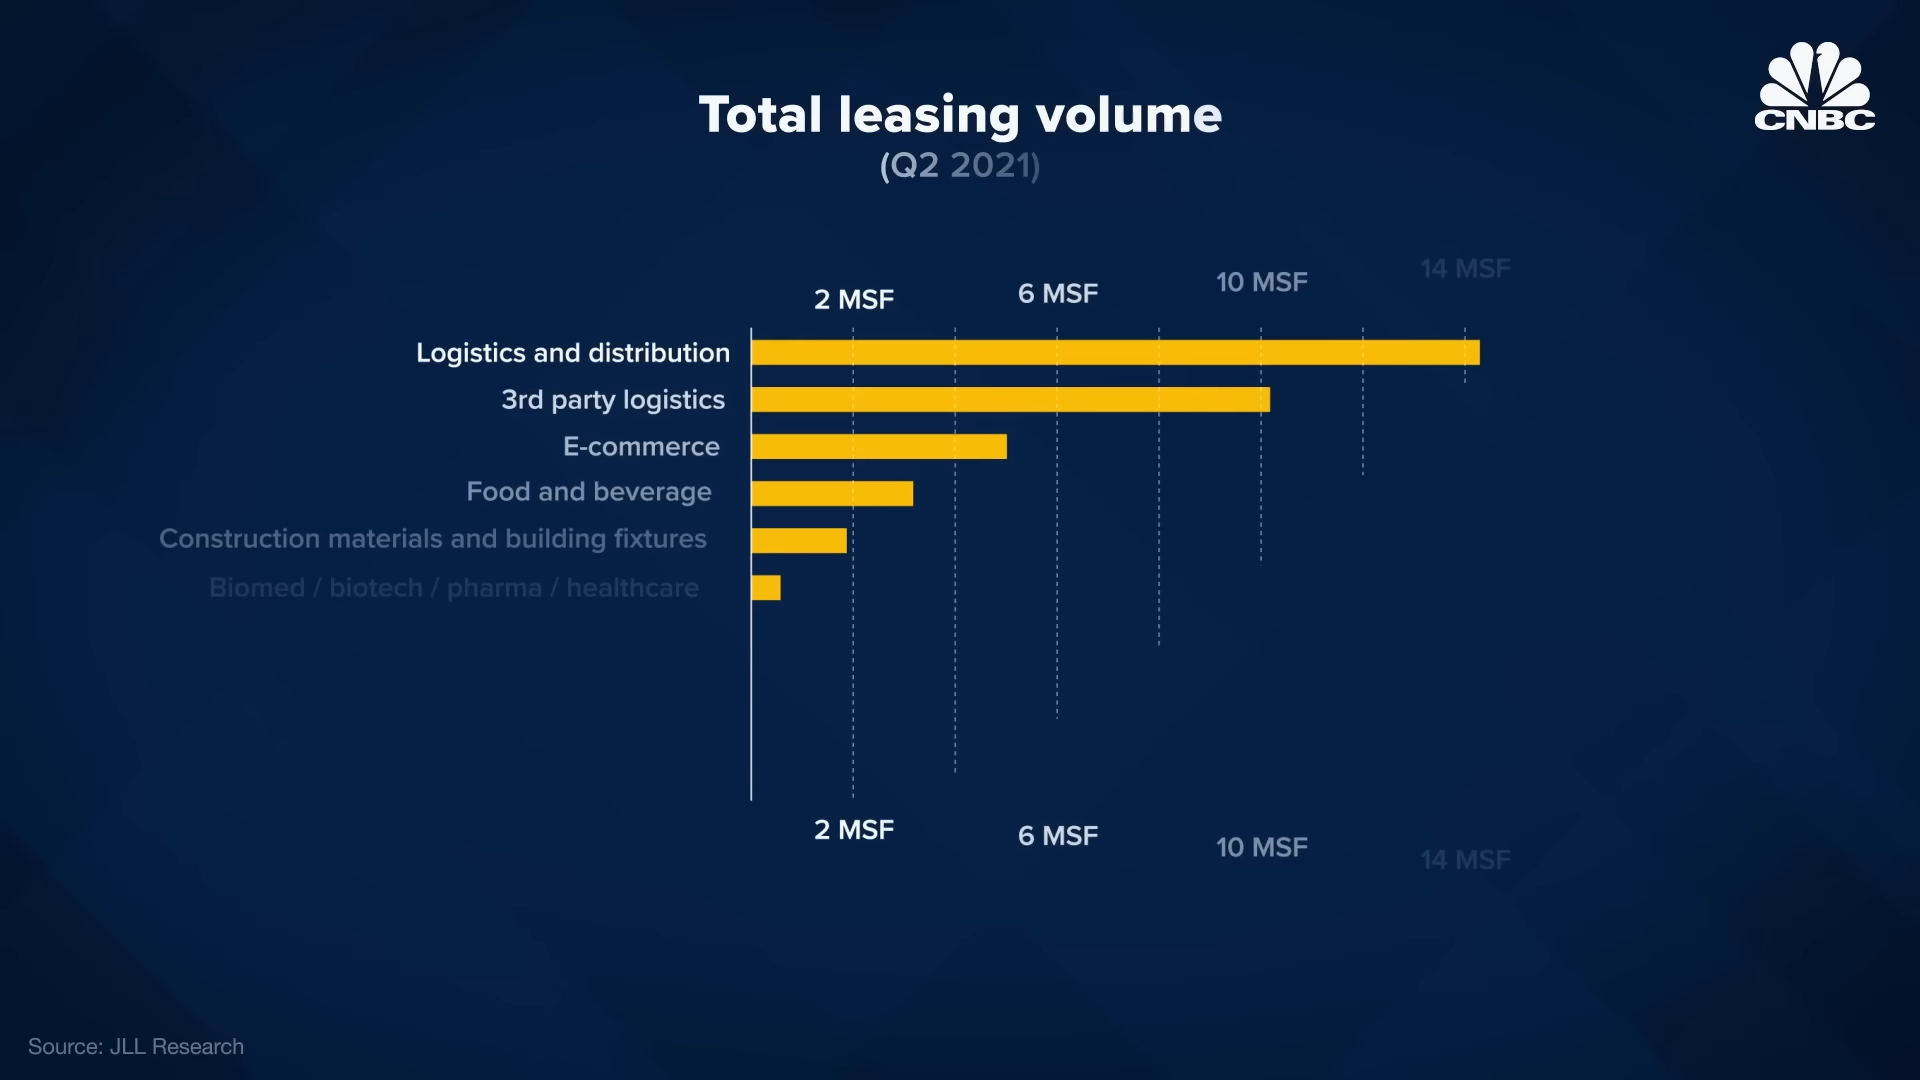 CNBC
Total leasing volume
(Q2 2021)
2 MSF 6 MSF 10 MSF 14 MSF
Logistics and distribution
3rd party logistics
E-commerce
Food and beverage
Construction materials and building fixtures
Biomed / biotech / pharma / healthcare
2 MSF 6 MSF 10 MSF 14 MSF
Source: JLL Research